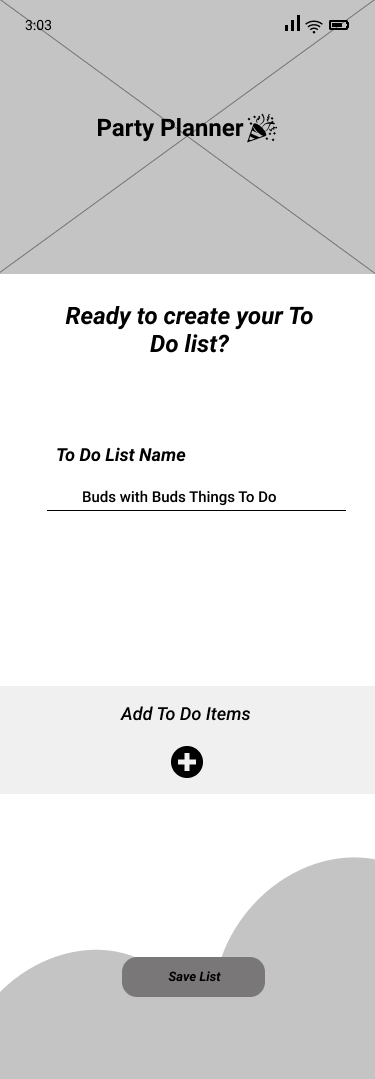 3:03
Party Planner
Ready to create your To
Do list?
To Do List Name
Buds with Buds Things To Do
Add To Do Items
Save List